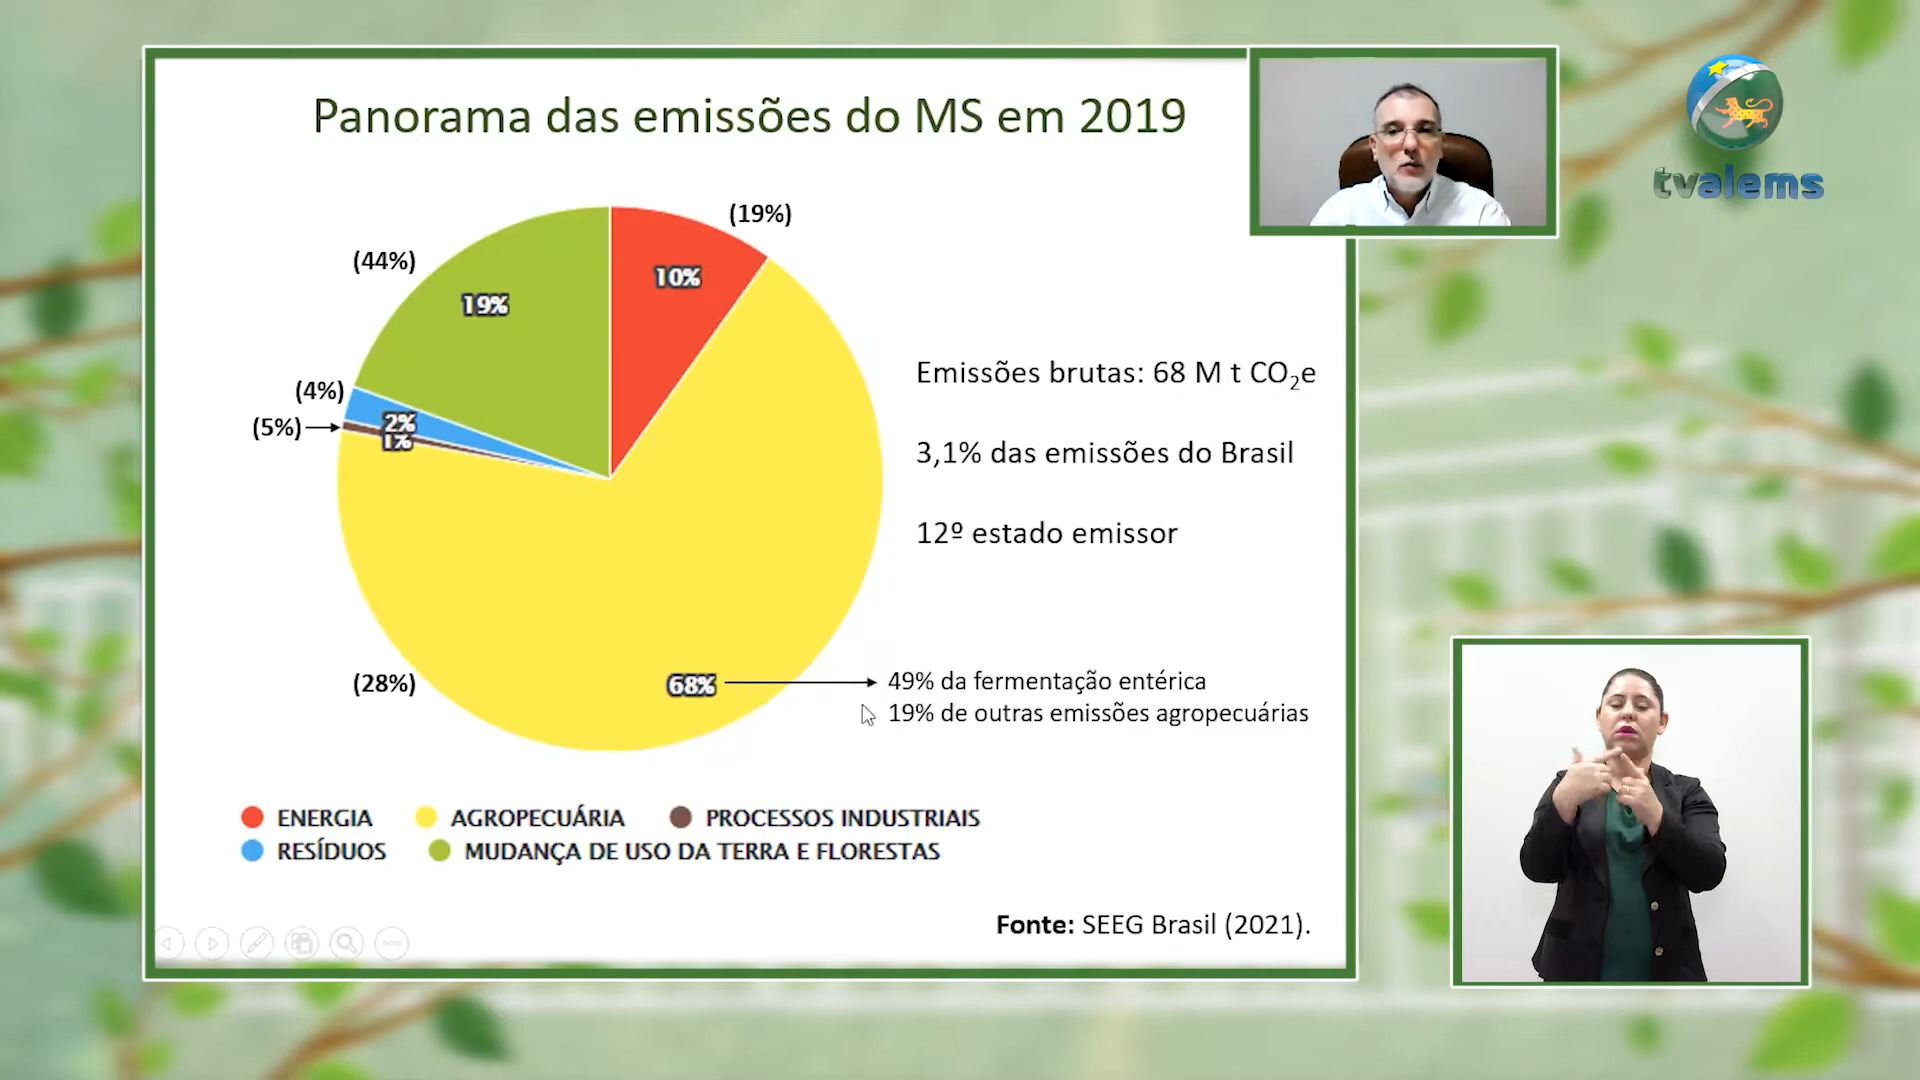 Panorama das emissões do MS em 2019
tvalems
(19%)
(44%)
10%
19%
(4%)
2%
(5%)
1%
Emissões brutas: 68 M t CO₂e
3,1% das emissões do Brasil
12º estado emissor
(28%)
68%
49% da fermentação entérica
19% de outras emissões agropecuárias
ENERGIA
AGROPECUÁRIA
PROCESSOS INDUSTRIAIS
RESÍDUOS
MUDANÇA DE USO DA TERRA E FLORESTAS
Fonte: SEEG Brasil (2021).